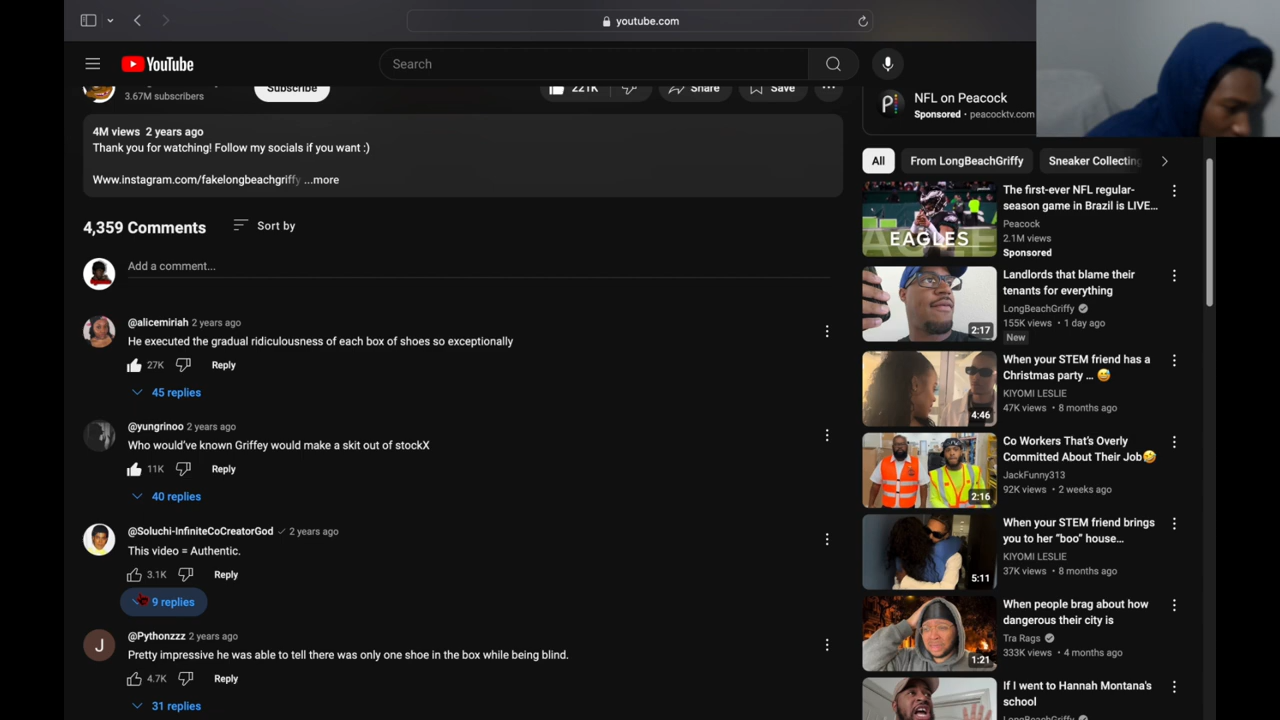 youtube.com
YouTube
Search
3.67M subscribers
Subscribe
221K
Share
Save
4M views 2 years ago
Thank you for watching! Follow my socials if you want :)
Www.instagram.com/fakelongbeachgriffy ...more
4,359 Comments
Sort by
Add a comment...
@alicemiriah 2 years ago
He executed the gradual ridiculousness of each box of shoes so exceptionally
27K
Reply
45 replies
@yungrinoo 2 years ago
Who would've known Griffey would make a skit out of stockX
11K
Reply
40 replies
@Soluchi-InfiniteCoCreatorGod 2 years ago
This video = Authentic.
3.1K
Reply
9 replies
J
@Pythonzzz 2 years ago
Pretty impressive he was able to tell there was only one shoe in the box while being blind.
4.7K
Reply
31 replies
NFL on Peacock
Sponsored • peacocktv.com
All
From LongBeachGriffy
Sneaker Collecting
EAGLES
The first-ever NFL regular-
season game in Brazil is LIVE...
Peacock
2.1M views
Sponsored
2:17
Landlords that blame their
tenants for everything
LongBeachGriffy
155K views • 1 day ago
New
4:46
When your STEM friend has a
Christmas party ... 😅
KIYOMI LESLIE
47K views • 8 months ago
2:16
Co Workers That's Overly
Committed About Their Job🤣
JackFunny313
92K views • 2 weeks ago
5:11
When your STEM friend brings
you to her "boo" house...
KIYOMI LESLIE
37K views • 8 months ago
1:21
When people brag about how
dangerous their city is
Tra Rags
333K views • 4 months ago
If I went to Hannah Montana's
school
LongBeachGriffy